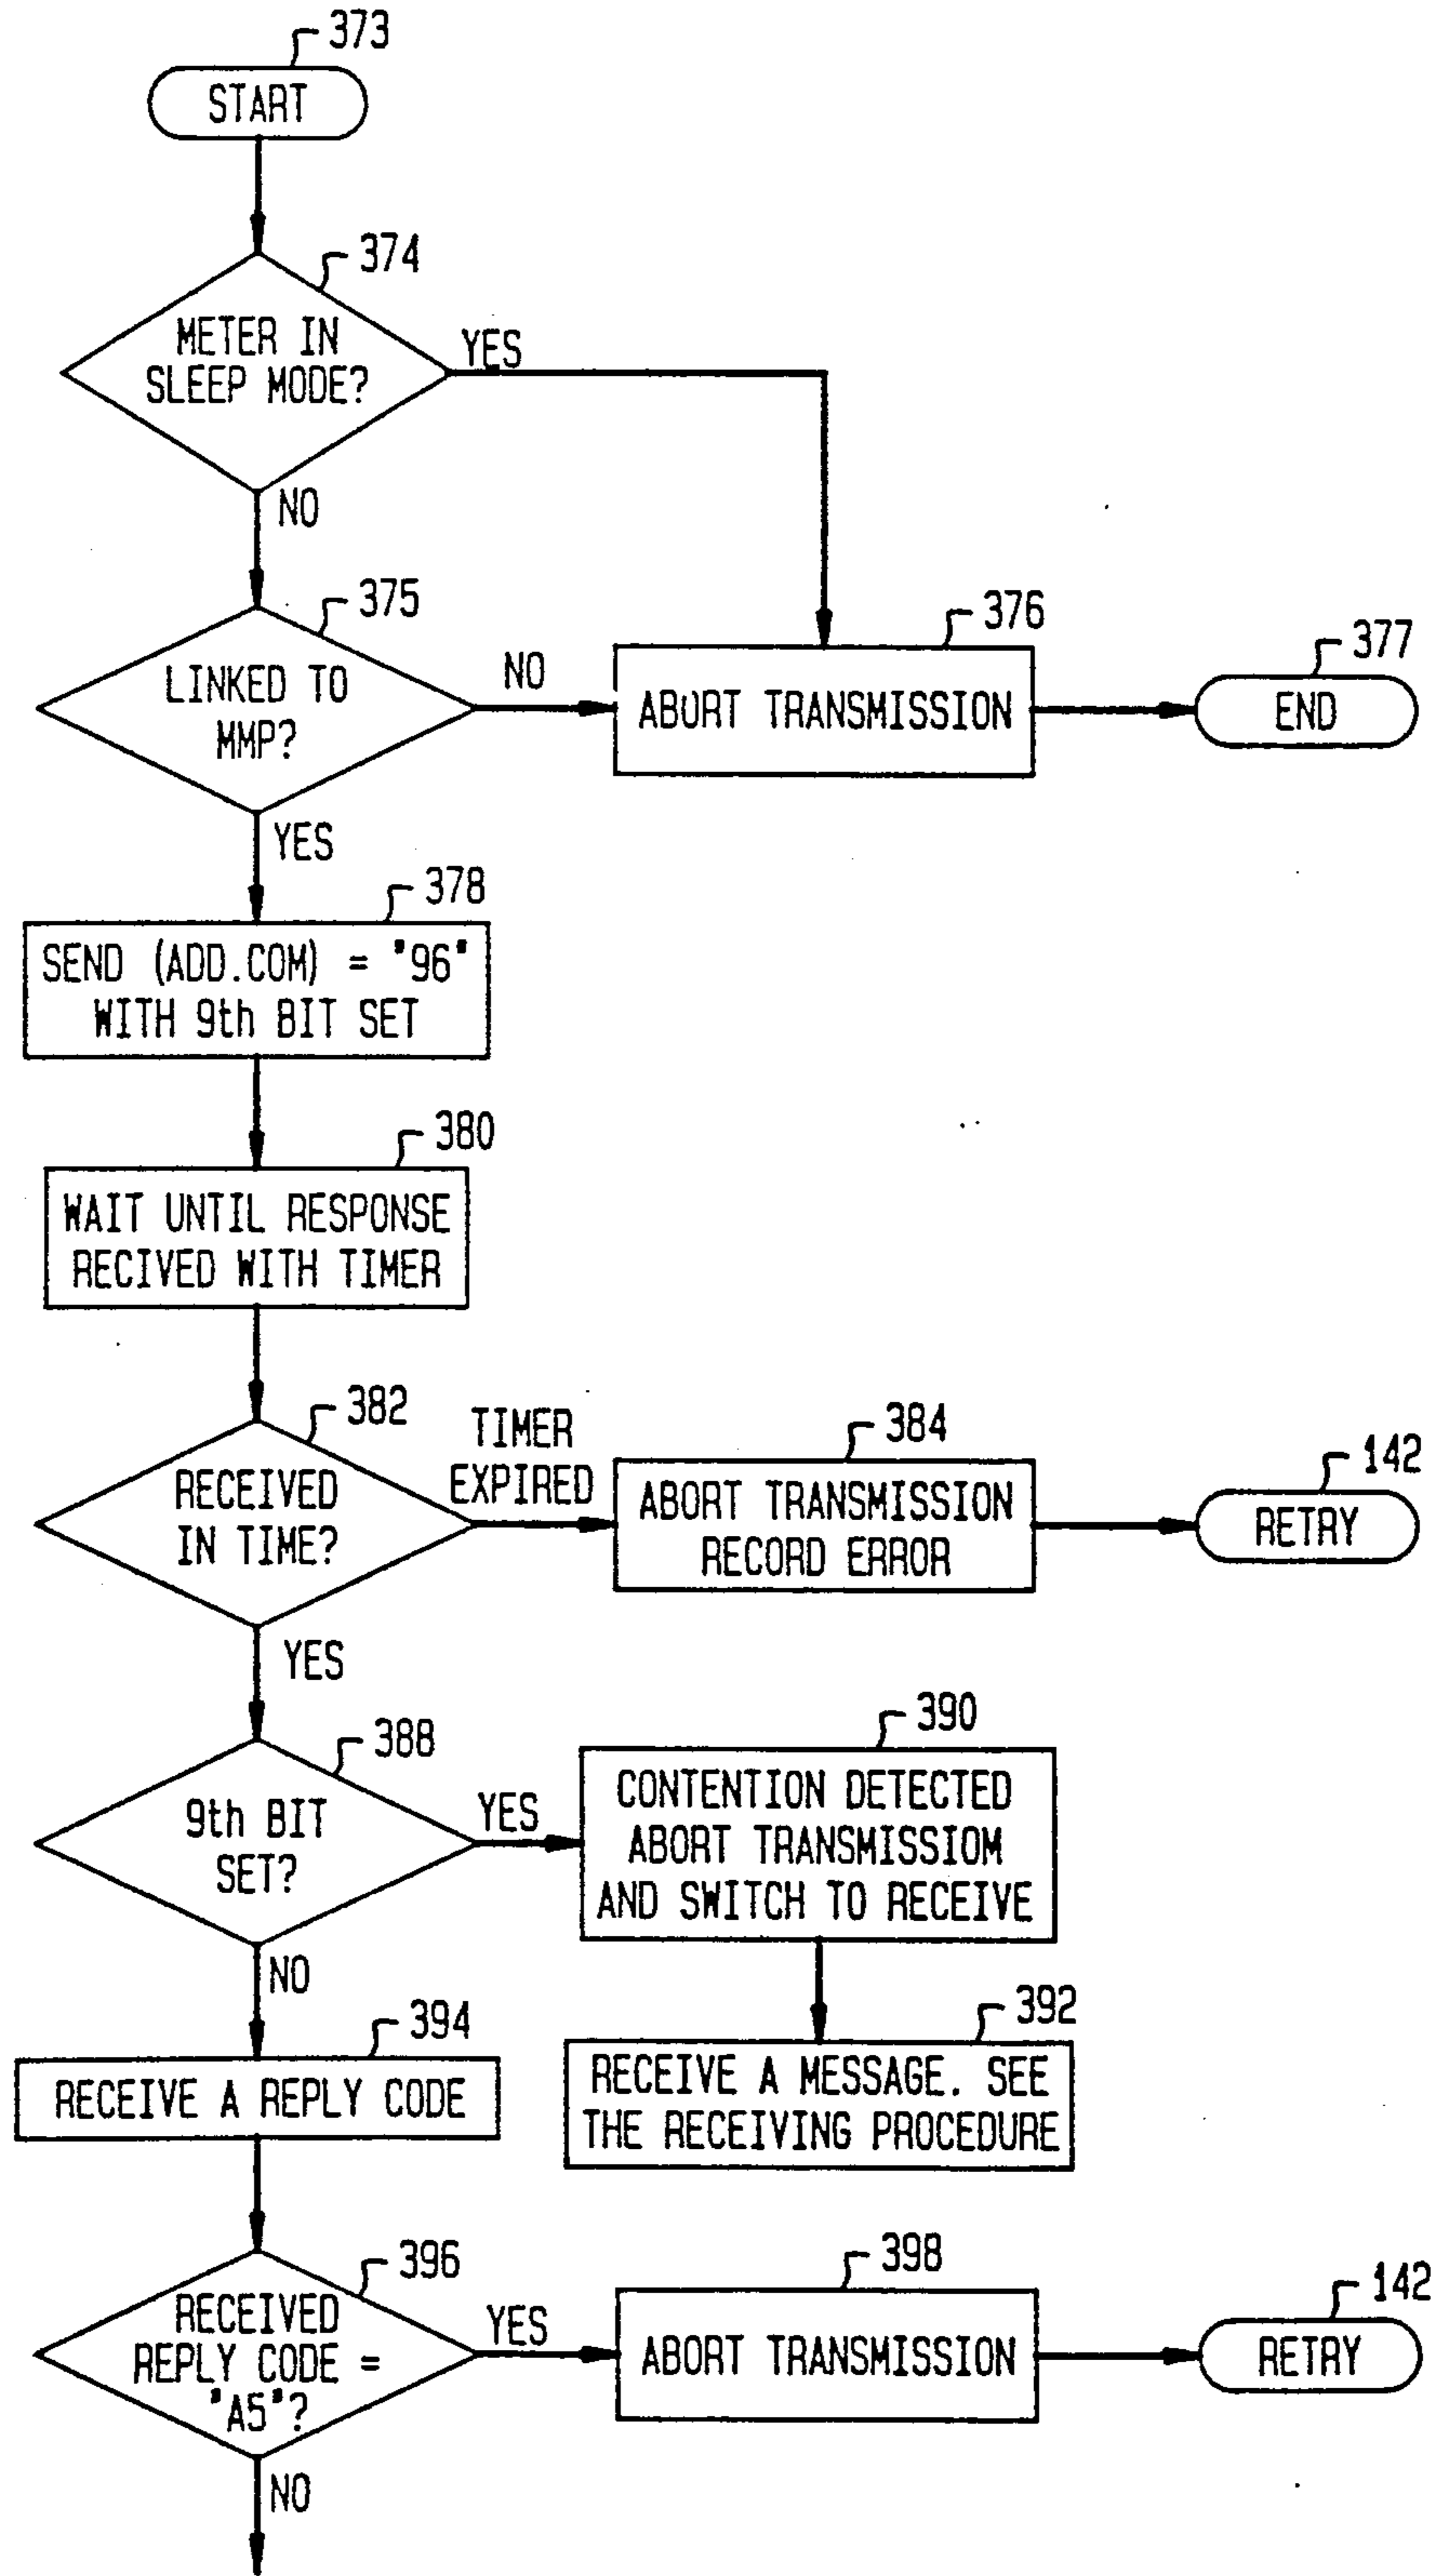 373
START
374
METER IN
SLEEP MODE?
YES
NO
375
LINKED TO
MMP?
NO
376
ABORT TRANSMISSION
377
END
YES
378
SEND (ADD.COM) = "96"
WITH 9th BIT SET
380
WAIT UNTIL RESPONSE
RECIVED WITH TIMER
382
RECEIVED
IN TIME?
TIMER
EXPIRED
384
ABORT TRANSMISSION
RECORD ERROR
142
RETRY
YES
388
9th BIT
SET?
YES
390
CONTENTION DETECTED
ABORT TRANSMISSIOM
AND SWITCH TO RECEIVE
NO
392
RECEIVE A MESSAGE. SEE
THE RECEIVING PROCEDURE
394
RECEIVE A REPLY CODE
396
RECEIVED
REPLY CODE =
"A5"?
YES
398
ABORT TRANSMISSION
142
RETRY
NO